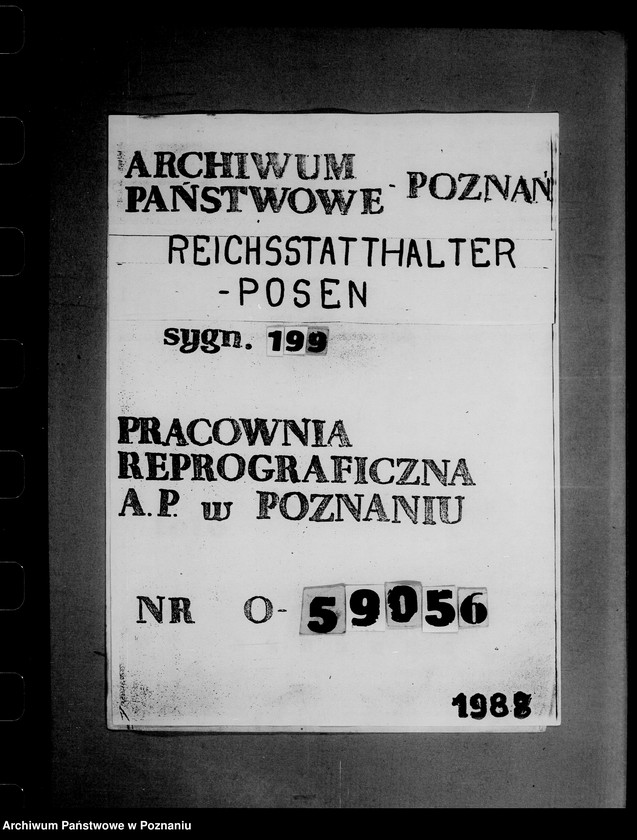 ARCHIWUM
PAŃSTWOWE - POZNAŃ
REICHSSTATTHALTER
-POSEN
sygn. 199
PRACOWNIA
REPROGRAFICZNA
A.P. w POZNANIU
NR O-59056
1988
Archiwum Państwowe w Poznaniu